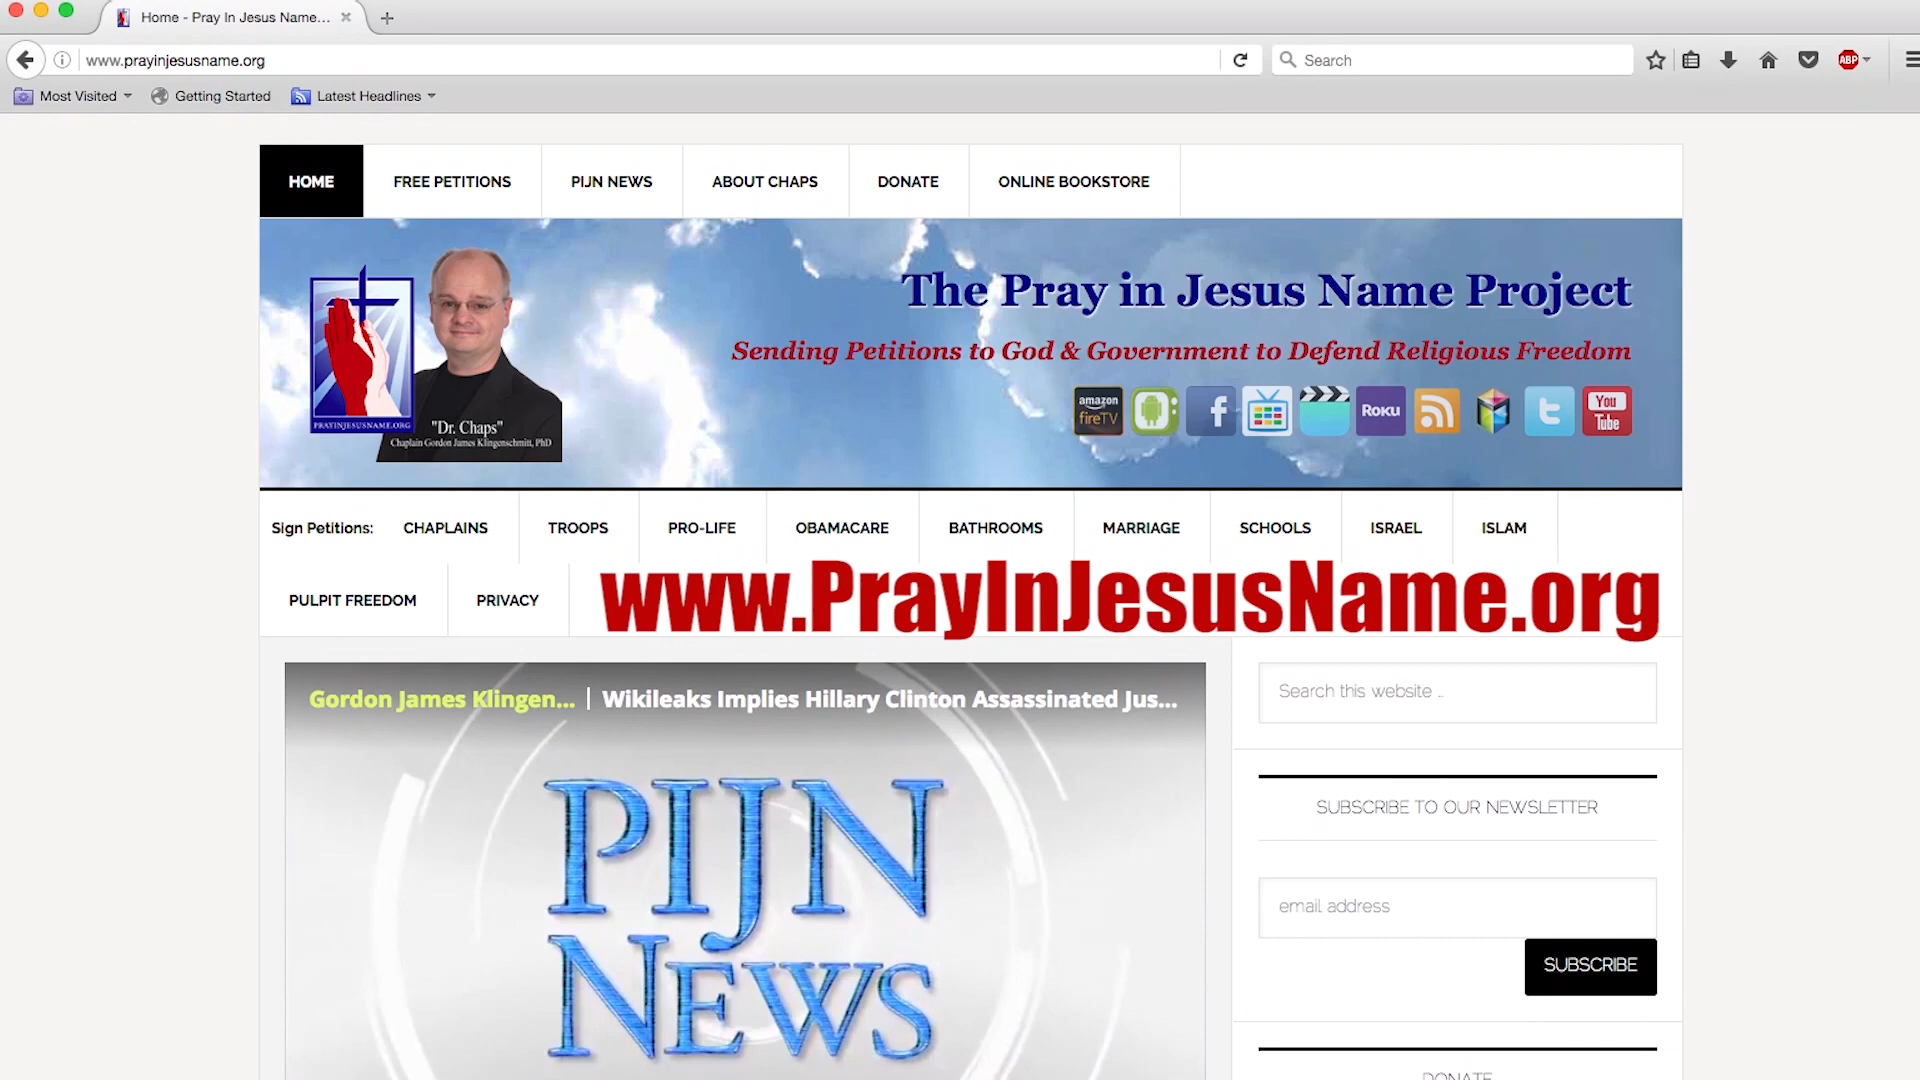 Home - Pray In Jesus Name...
www.prayinjesusname.org
Search
ABP
Most Visited
Getting Started
Latest Headlines
HOME
FREE PETITIONS
PIJN NEWS
ABOUT CHAPS
DONATE
ONLINE BOOKSTORE
The Pray in Jesus Name Project
Sending Petitions to God & Government to Defend Religious Freedom
amazon
fireTV
f
Roku
t
You
Tube
PRAYINJESUSNAME.ORG
"Dr. Chaps"
Chaplain Gordon James Klingenschmitt, PhD
Sign Petitions:
CHAPLAINS
TROOPS
PRO-LIFE
OBAMACARE
BATHROOMS
MARRIAGE
SCHOOLS
ISRAEL
ISLAM
PULPIT FREEDOM
PRIVACY
www.PrayInJesusName.org
Gordon James Klingen... | Wikileaks Implies Hillary Clinton Assassinated Jus...
PIJN
NEWS
Search this website ..
SUBSCRIBE TO OUR NEWSLETTER
email address
SUBSCRIBE
DONATE